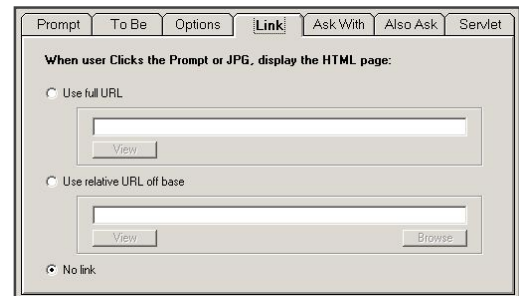 Prompt To Be Options Link Ask With Also Ask Servlet
When user Clicks the Prompt or JPG, display the HTML page:
Use full URL
View
Use relative URL off base
View Browse
No link